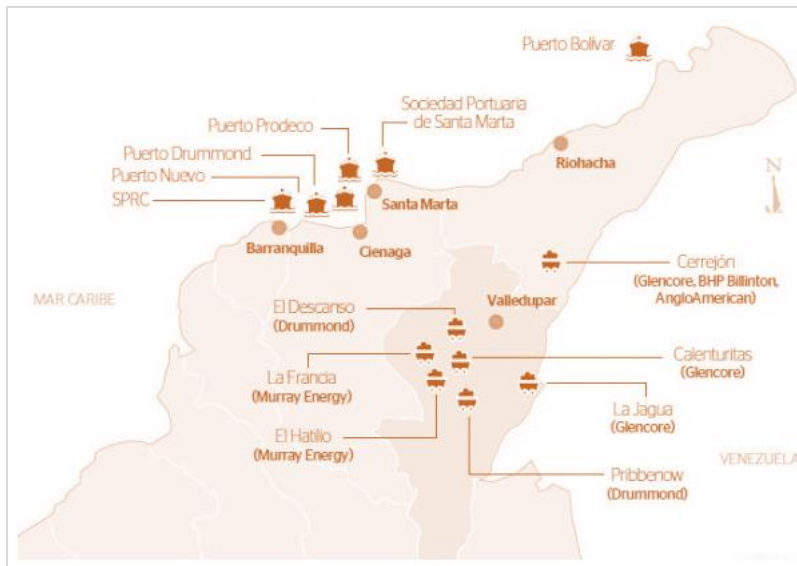 Puerto Bolívar
Sociedad Portuaria
de Santa Marta
Puerto Prodeco
Puerto Drummond
Puerto Nuevo
SPRC
Riohacha
N
Santa Marta
Barranquilla
Cienaga
Cerrejón
(Glencore, BHP Billinton,
AngloAmerican)
MAR CARIBE
El Descanso
(Drummond)
Valledupar
La Francia
(Murray Energy)
Calenturitas
(Glencore)
La Jagua
(Glencore)
El Hatilio
(Murray Energy)
VENEZUELA
Pribbenow
(Drummond)